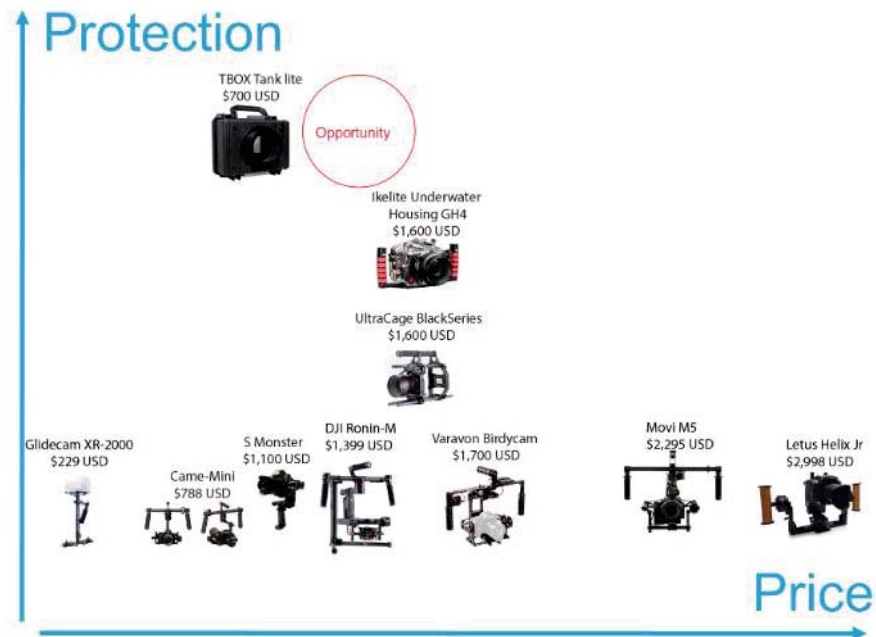 Protection
TBOX Tank lite
$700 USD
Opportunity
Ikelite Underwater
Housing GH4
$1,600 USD
UltraCage BlackSeries
$1,600 USD
Glidecam XR-2000
$229 USD
Came-Mini
$788 USD
S Monster
$1,100 USD
DJI Ronin-M
$1,399 USD
Varavon Birdycam
$1,700 USD
Movi M5
$2,295 USD
Letus Helix Jr
$2,998 USD
Price